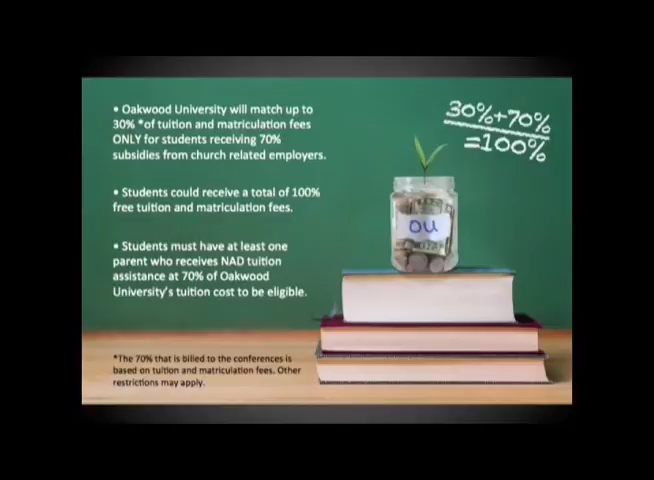 • Oakwood University will match up to
30% *of tuition and matriculation fees
ONLY for students receiving 70%
subsidies from church related employers.
• Students could receive a total of 100%
free tuition and matriculation fees.
• Students must have at least one
parent who receives NAD tuition
assistance at 70% of Oakwood
University's tuition cost to be eligible.
*The 70% that is billed to the conferences is
based on tuition and matriculation fees. Other
restrictions may apply.
30%+70%
=100%
OU